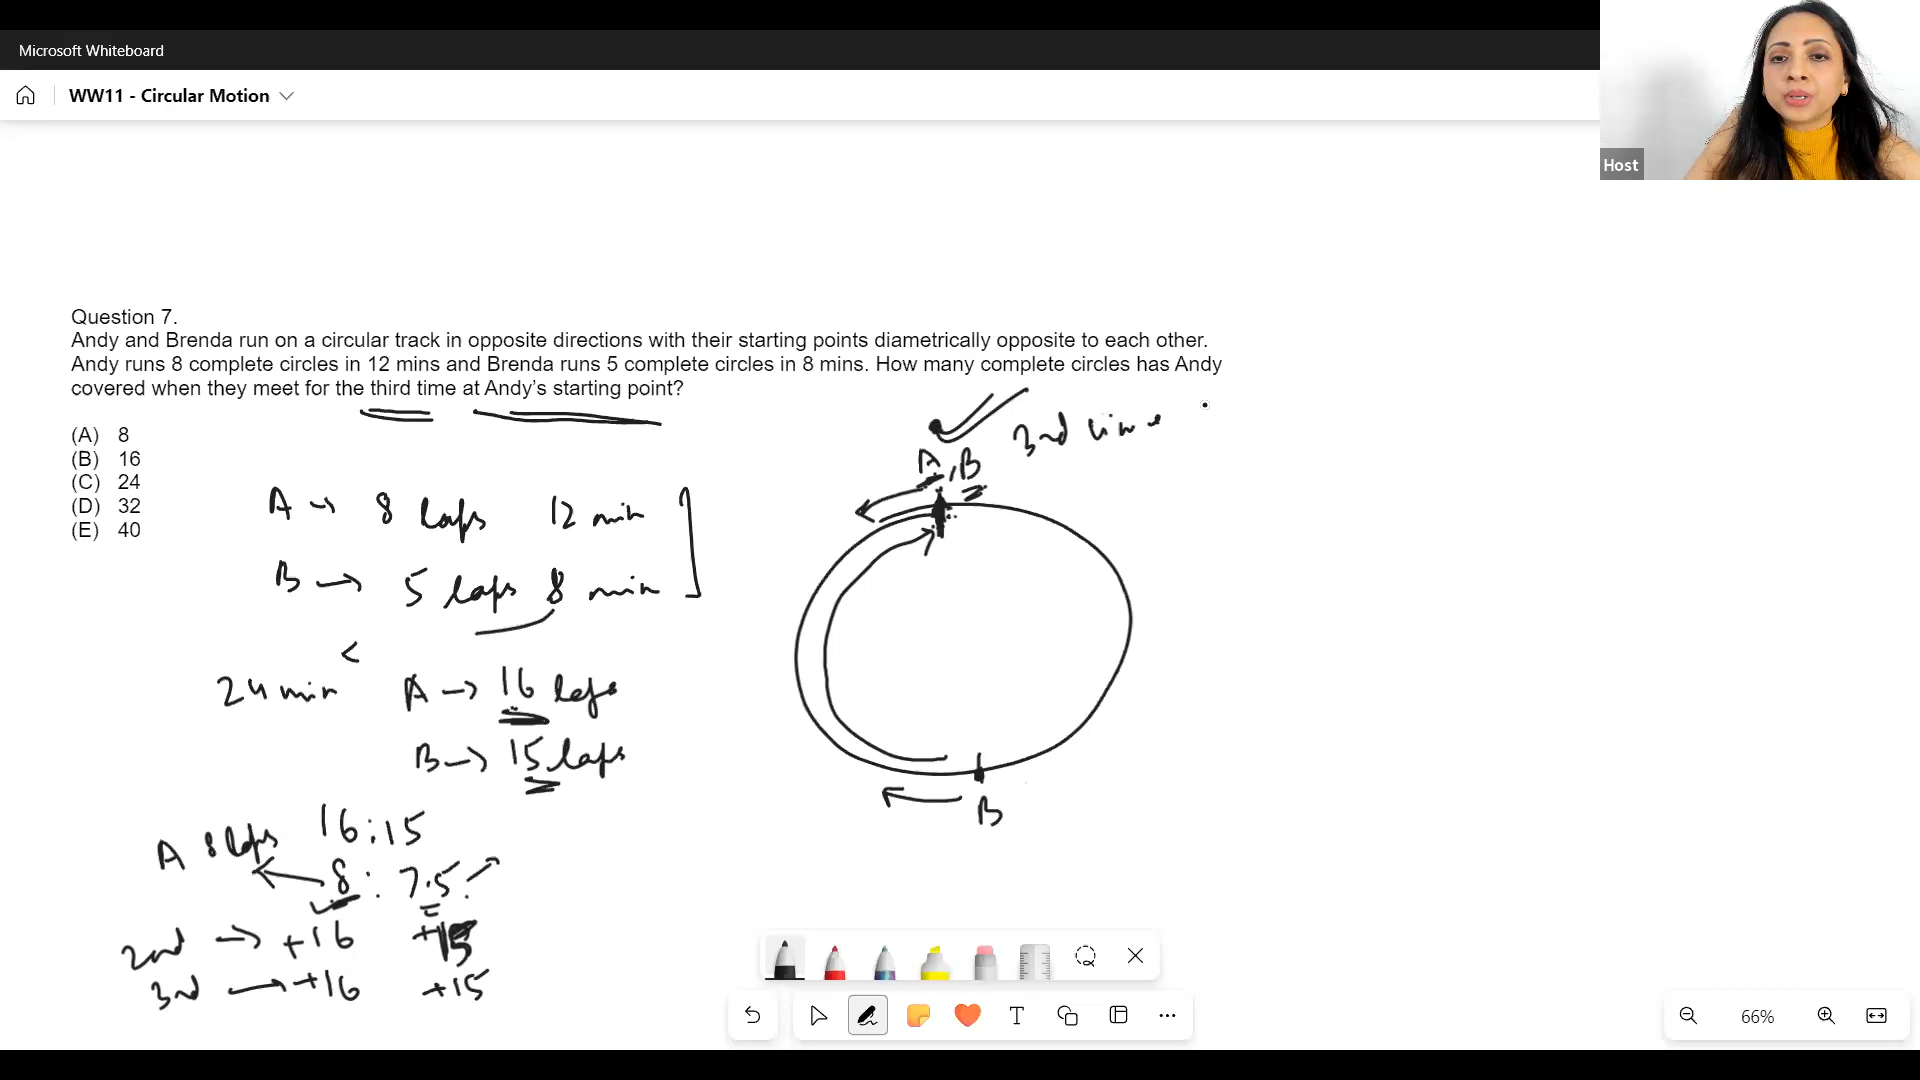 Microsoft Whiteboard
WW11 - Circular Motion
Host
Question 7.
Andy and Brenda run on a circular track in opposite directions with their starting points diametrically opposite to each other.
Andy runs 8 complete circles in 12 mins and Brenda runs 5 complete circles in 8 mins. How many complete circles has Andy
covered when they meet for the third time at Andy's starting point?
(A) 8
(B) 16
(C) 24
(D) 32
(E) 40
3rd time
A, B
A → 8 laps 12 min
B → 5 laps 8 min
24 min A → 16 laps
B → 15 laps
B
16:15
A 8 laps
8 : 7.5
2nd → +16 +15
3rd → +16 +15
66%